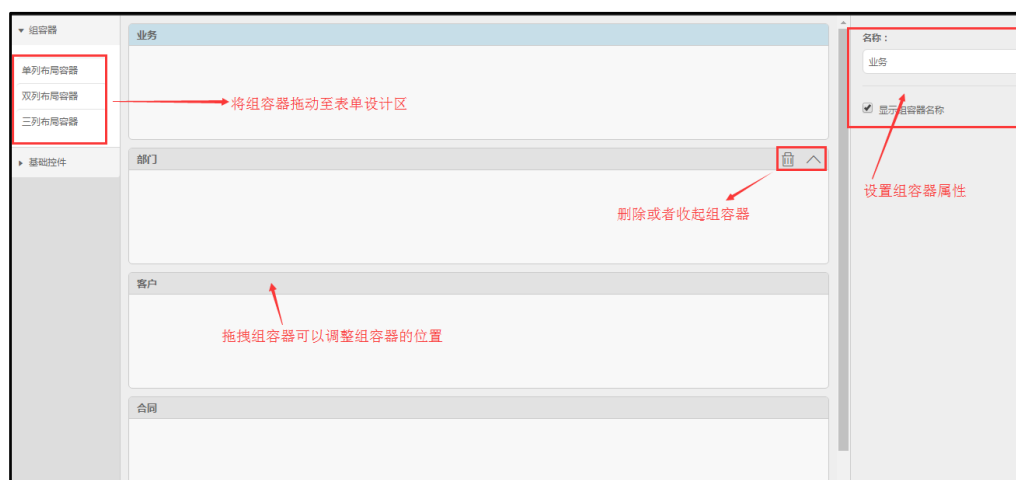 组容器
单列布局容器
双列布局容器
三列布局容器
基础控件
业务
将组容器拖动至表单设计区
部门
删除或者收起组容器
客户
拖拽组容器可以调整组容器的位置
合同
名称：
业务
显示组容器名称
设置组容器属性